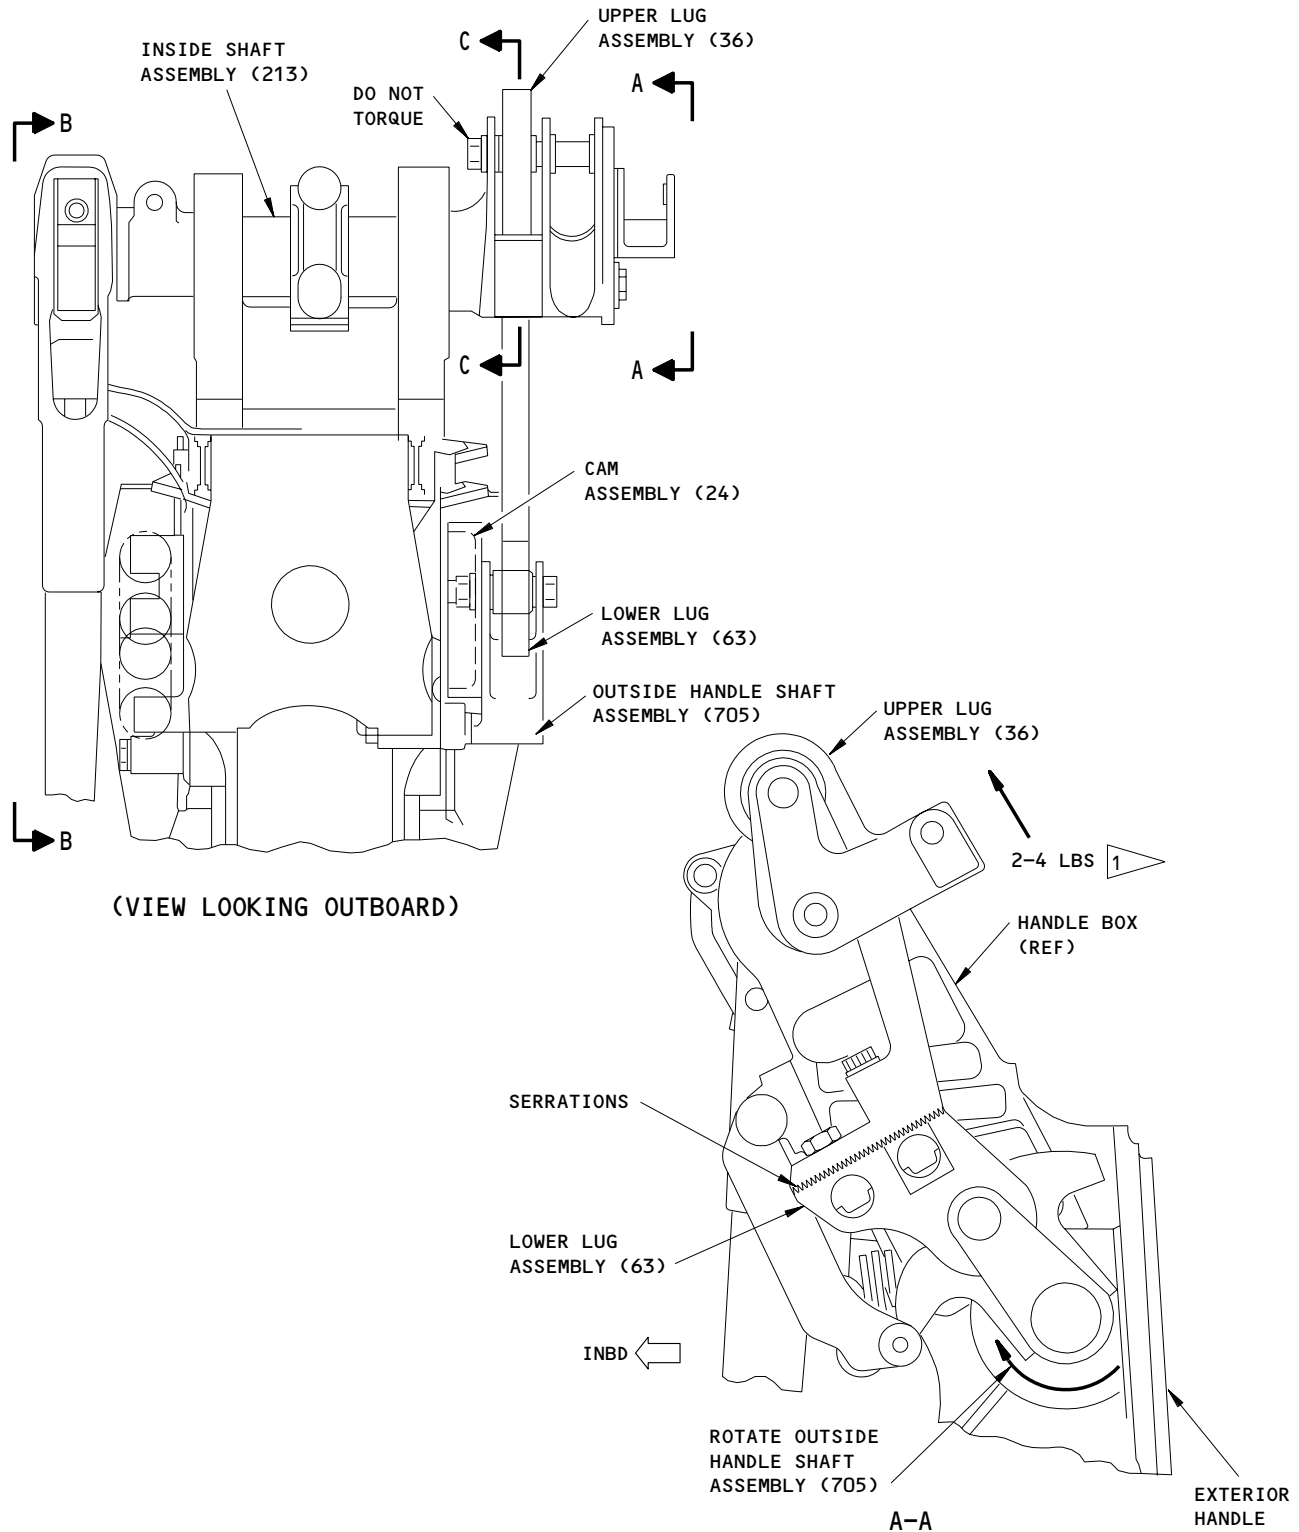 UPPER LUG
ASSEMBLY (36)
C
INSIDE SHAFT
ASSEMBLY (213)
A
DO NOT
TORQUE
B
C
A
CAM
ASSEMBLY (24)
LOWER LUG
ASSEMBLY (63)
OUTSIDE HANDLE SHAFT
ASSEMBLY (705)
UPPER LUG
ASSEMBLY (36)
B
2-4 LBS 1
(VIEW LOOKING OUTBOARD)
HANDLE BOX
(REF)
SERRATIONS
LOWER LUG
ASSEMBLY (63)
INBD
ROTATE OUTSIDE
HANDLE SHAFT
ASSEMBLY (705)
EXTERIOR
HANDLE
A-A